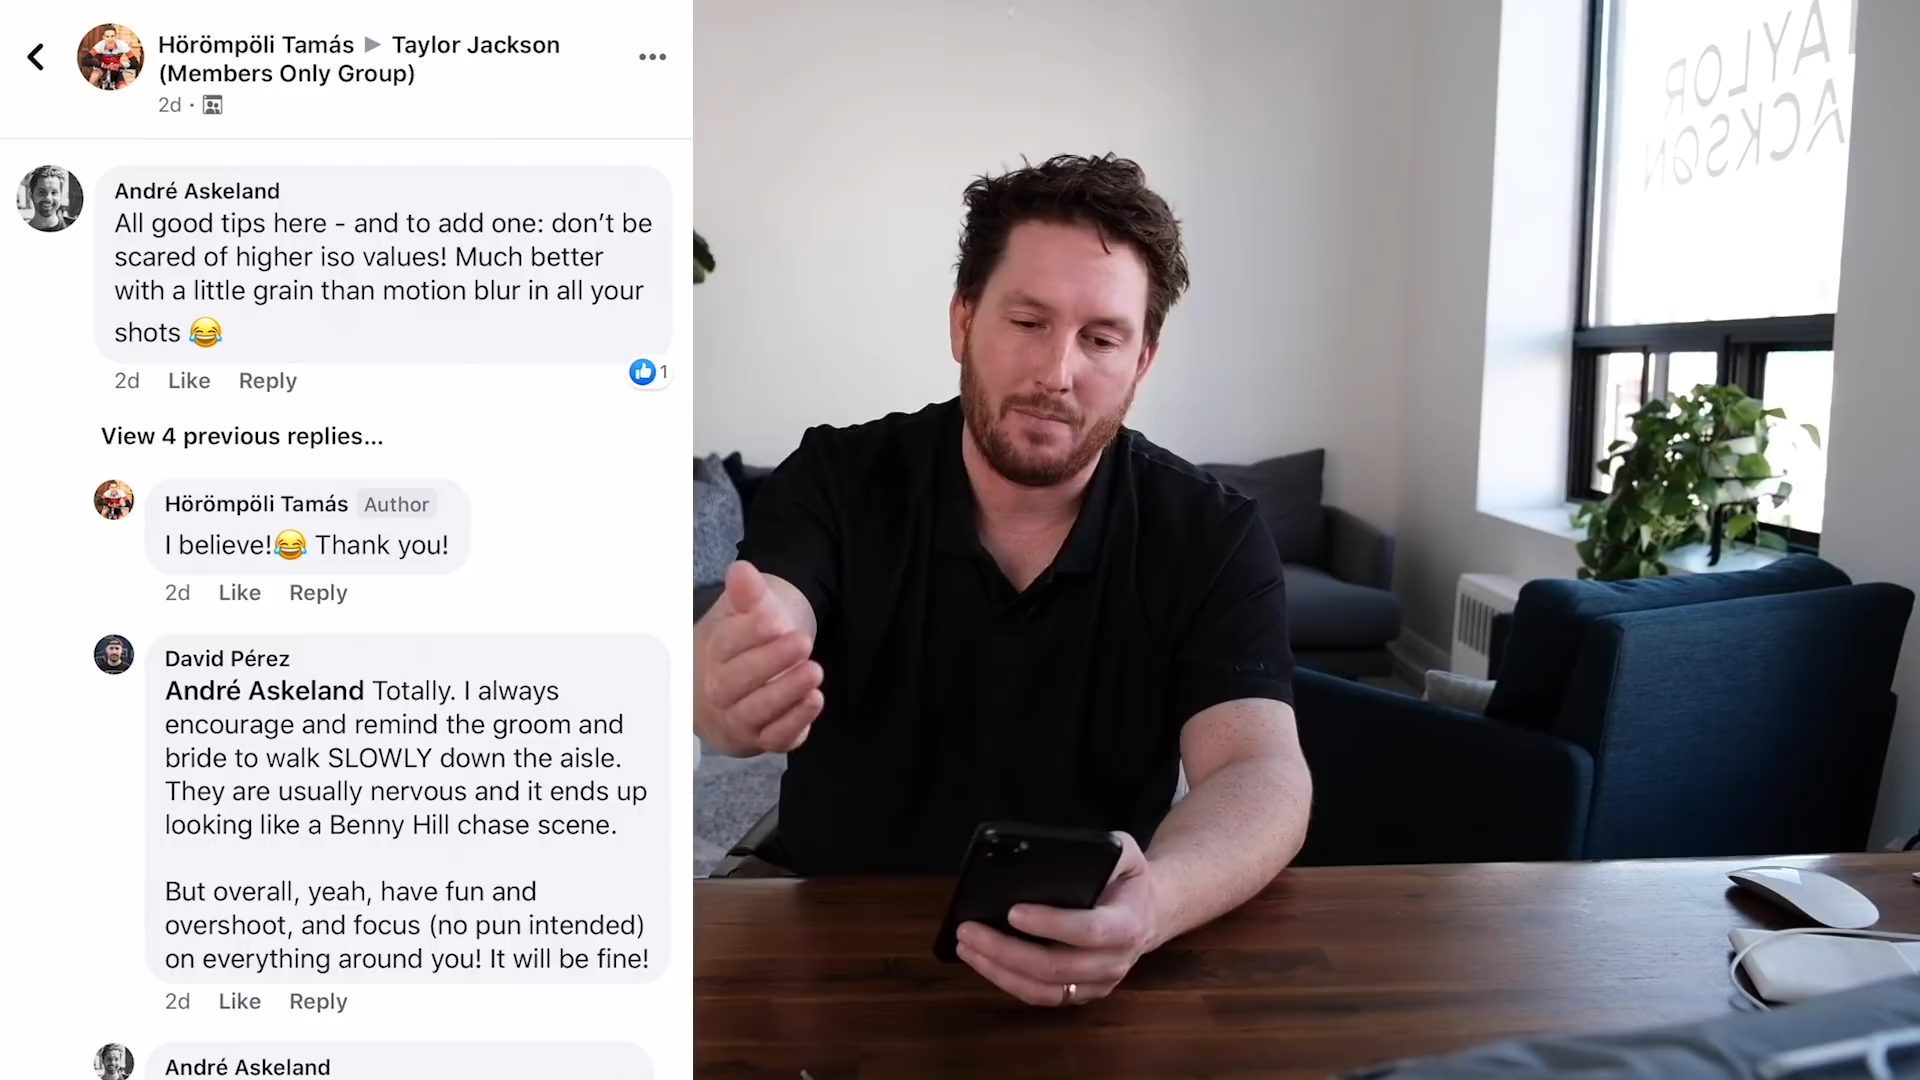 Hörömpöli Tamás ▶ Taylor Jackson
(Members Only Group)
2d ·
André Askeland
All good tips here - and to add one: don’t be
scared of higher iso values! Much better
with a little grain than motion blur in all your
shots 😂
2d Like Reply
1
View 4 previous replies...
Hörömpöli Tamás Author
I believe!😂 Thank you!
2d Like Reply
David Pérez
André Askeland Totally. I always
encourage and remind the groom and
bride to walk SLOWLY down the aisle.
They are usually nervous and it ends up
looking like a Benny Hill chase scene.
But overall, yeah, have fun and
overshoot, and focus (no pun intended)
on everything around you! It will be fine!
2d Like Reply
André Askeland
TAYLOR
JACKSON